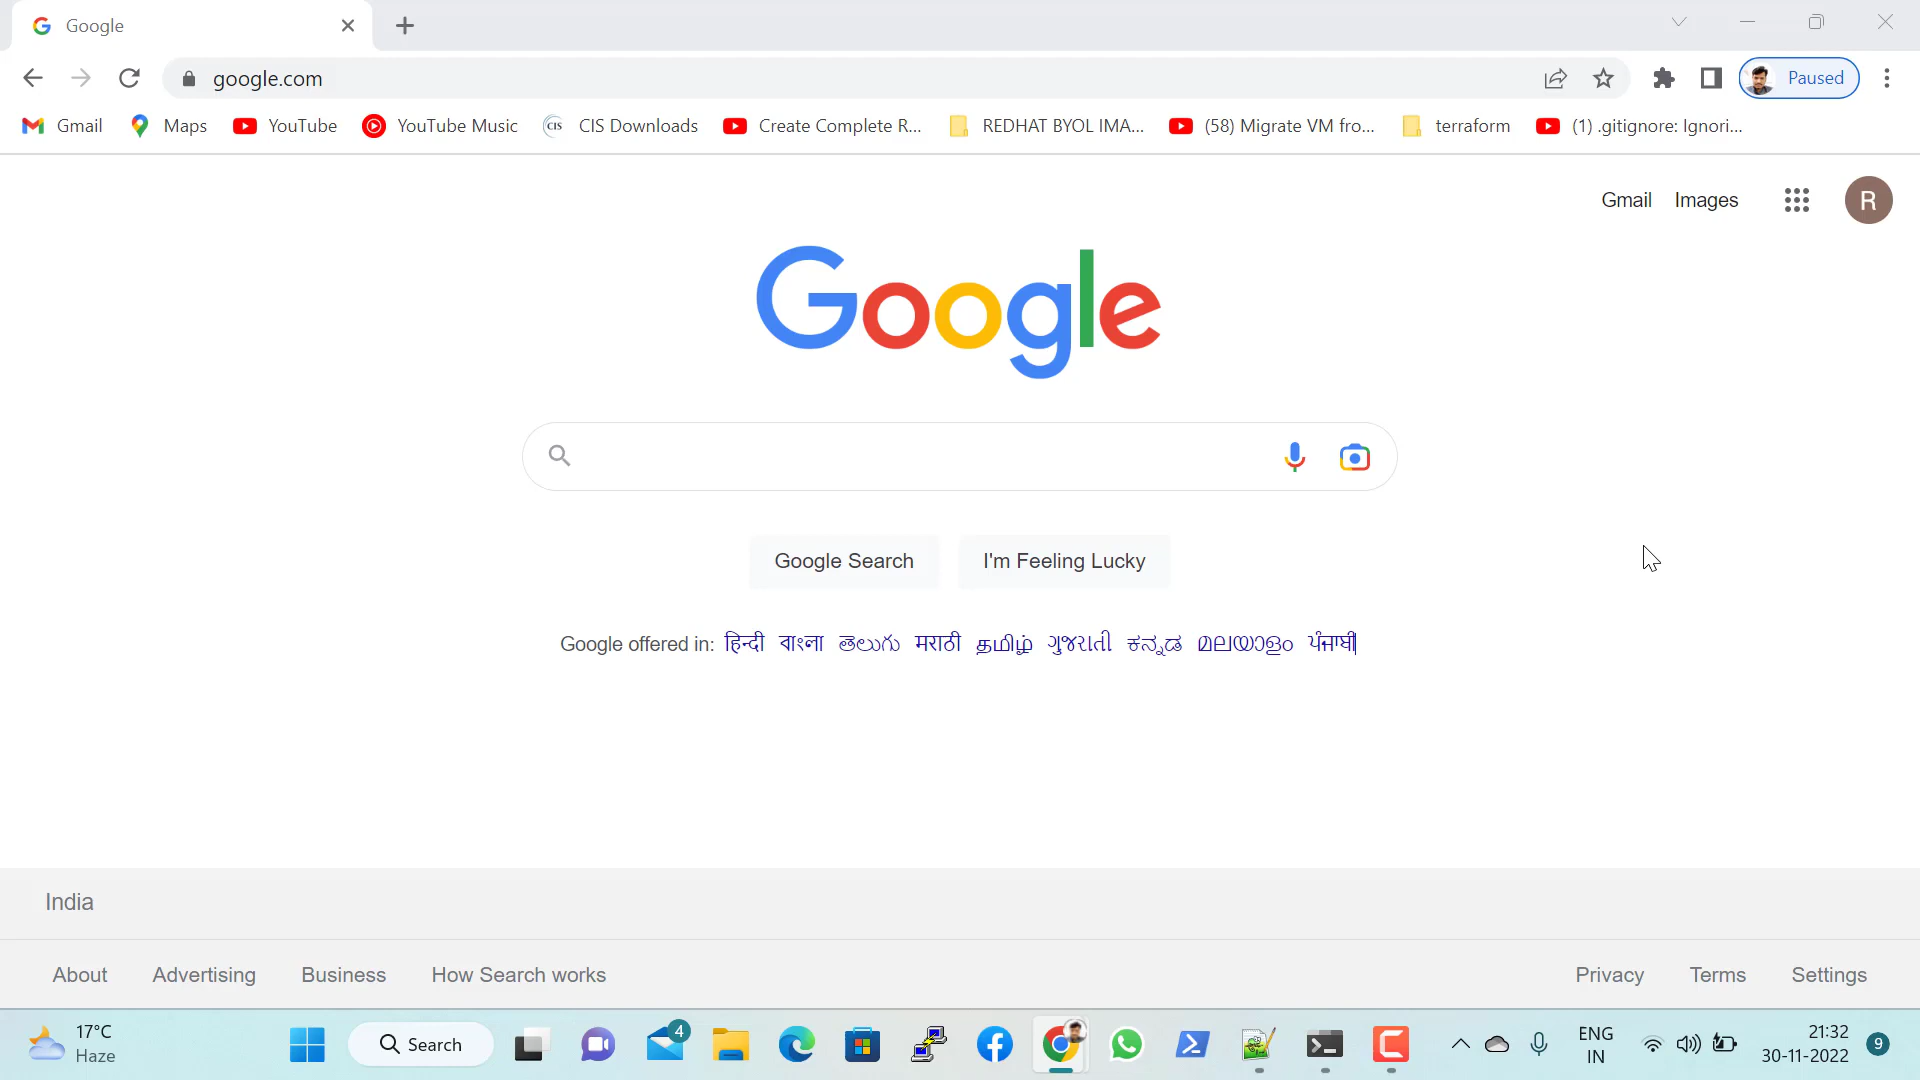 Google
google.com
Paused
Gmail Maps YouTube YouTube Music CIS CIS Downloads Create Complete R... REDHAT BYOL IMA... (58) Migrate VM fro... terraform (1) .gitignore: Ignori...
Gmail Images R
Google
Google Search I'm Feeling Lucky
Google offered in: हिन्दी বাংলা తెలుగు मराठी தமிழ் ગુજરાતી ಕನ್ನಡ മലയാളം ਪੰਜਾਬੀ
India
About Advertising Business How Search works Privacy Terms Settings
17°C
Haze
Search
4
ENG
IN
21:32
30-11-2022
9